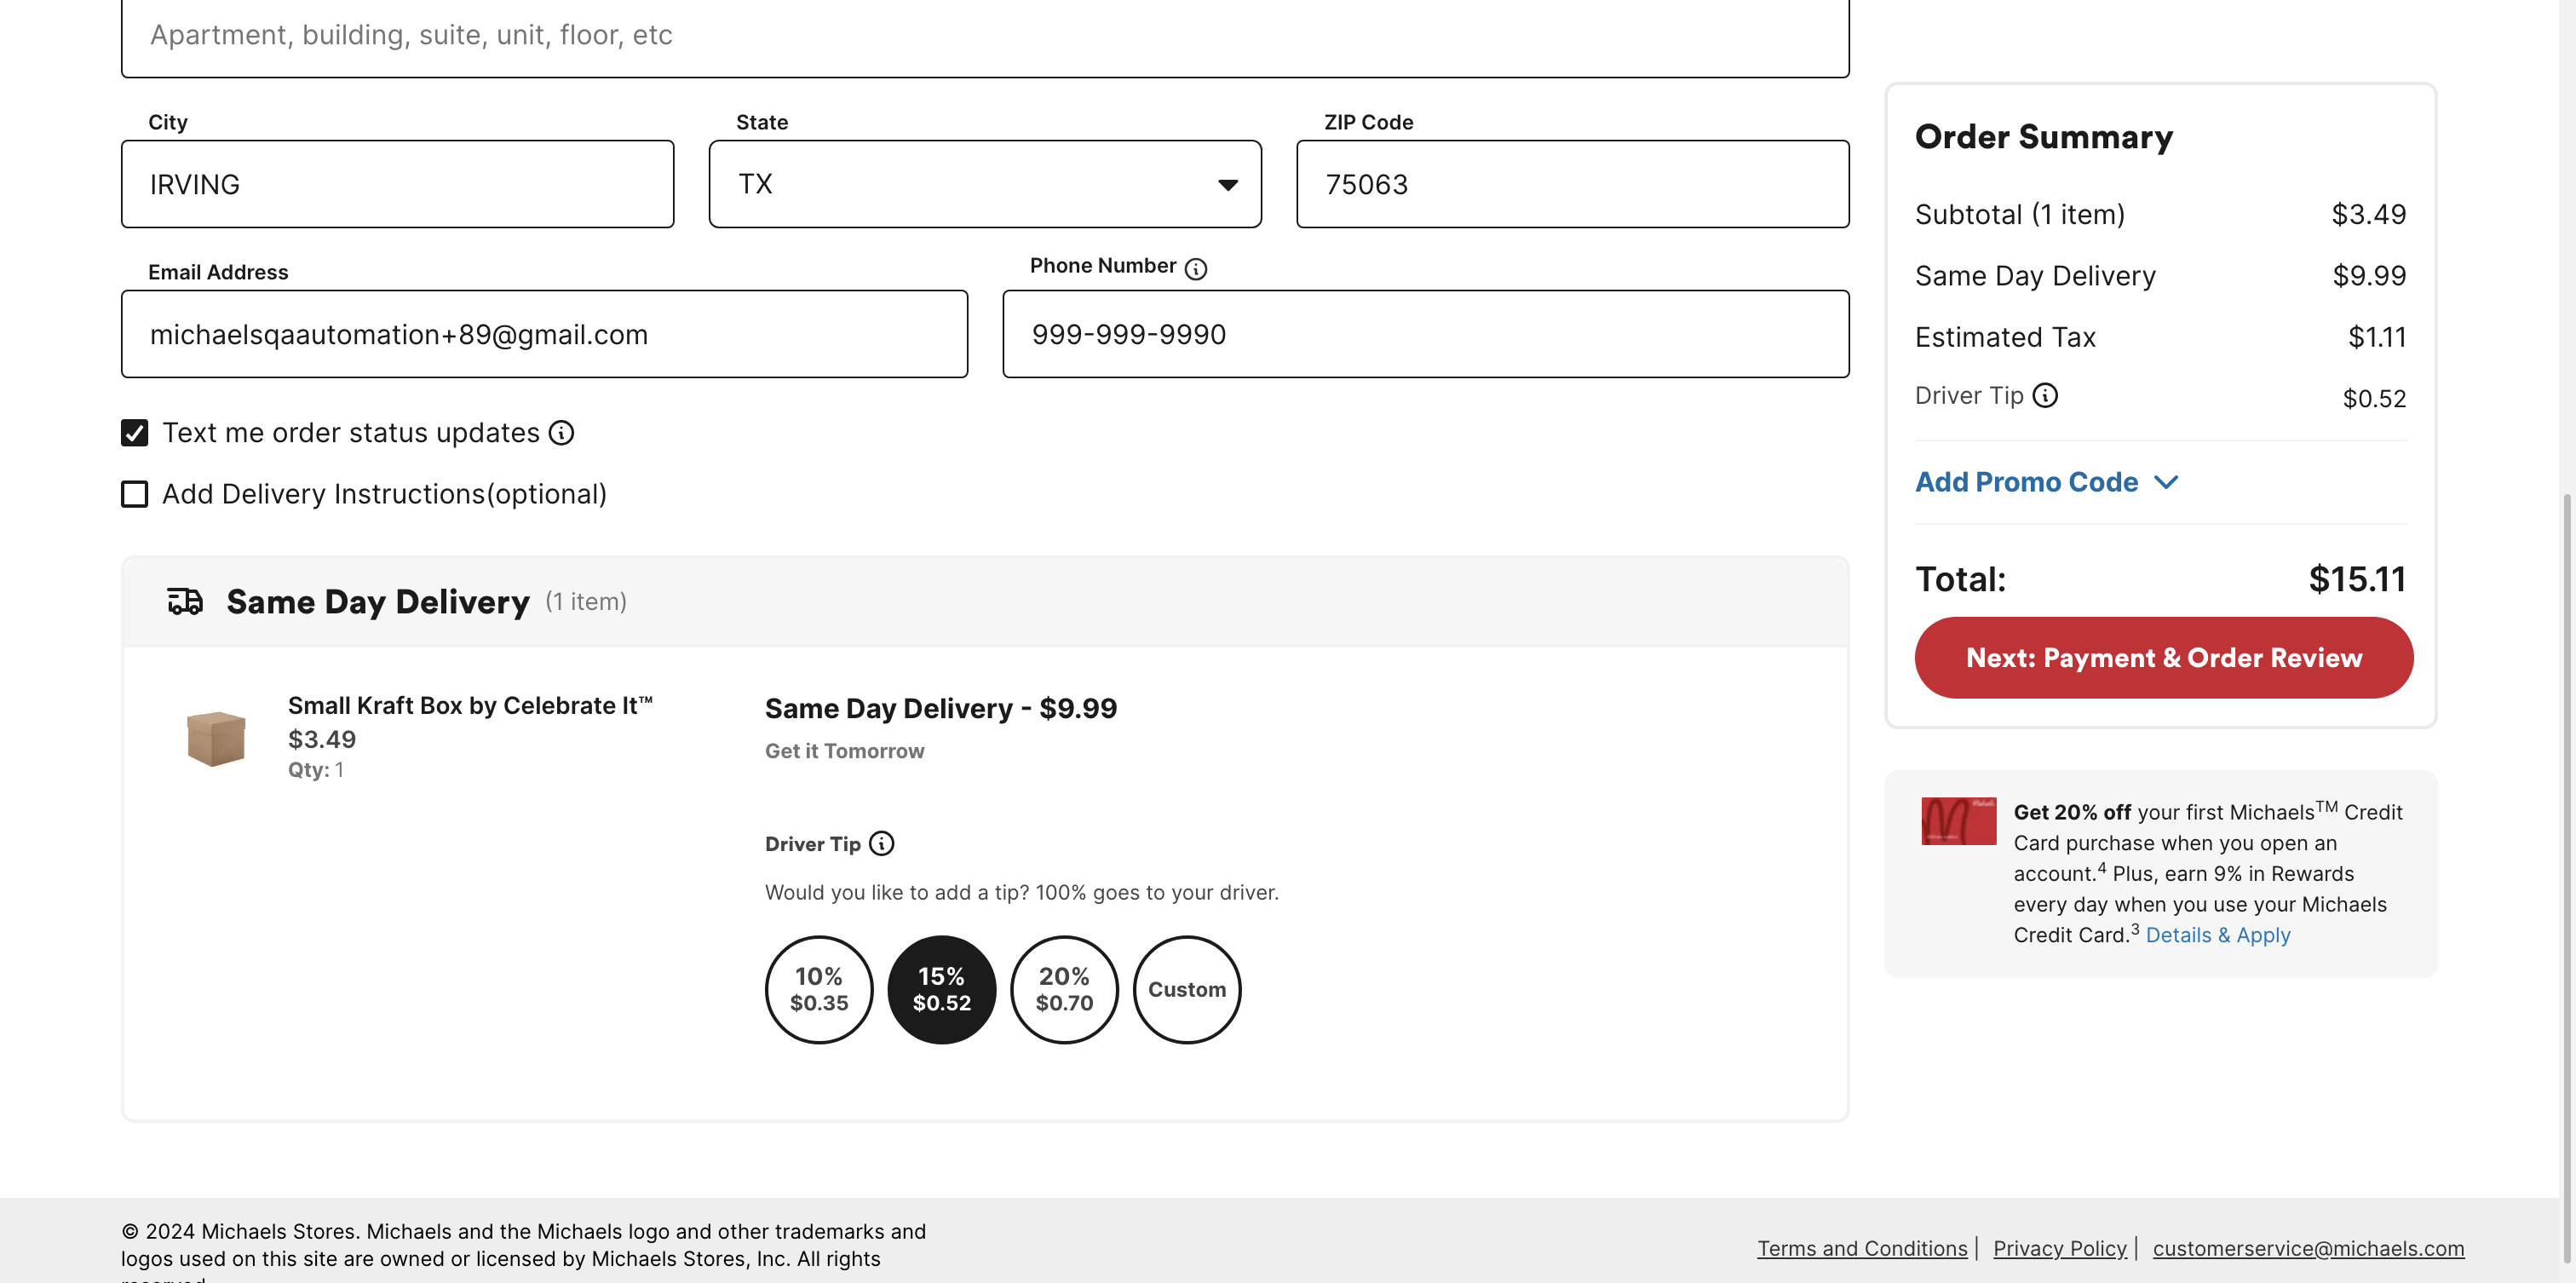 Apartment, building, suite, unit, floor, etc
City
State
ZIP Code
IRVING
TX
75063
Email Address
Phone Number
michaelsqaautomation+89@gmail.com
999-999-9990
Text me order status updates
Add Delivery Instructions(optional)
Same Day Delivery (1 item)
Small Kraft Box by Celebrate It™
$3.49
Qty: 1
Same Day Delivery - $9.99
Get it Tomorrow
Driver Tip
Would you like to add a tip? 100% goes to your driver.
10%
$0.35
15%
$0.52
20%
$0.70
Custom
Order Summary
Subtotal (1 item) $3.49
Same Day Delivery $9.99
Estimated Tax $1.11
Driver Tip $0.52
Add Promo Code
Total: $15.11
Next: Payment & Order Review
Get 20% off your first Michaels™ Credit
Card purchase when you open an
account.4 Plus, earn 9% in Rewards
every day when you use your Michaels
Credit Card.3 Details & Apply
© 2024 Michaels Stores. Michaels and the Michaels logo and other trademarks and
logos used on this site are owned or licensed by Michaels Stores, Inc. All rights
Terms and Conditions | Privacy Policy | customerservice@michaels.com